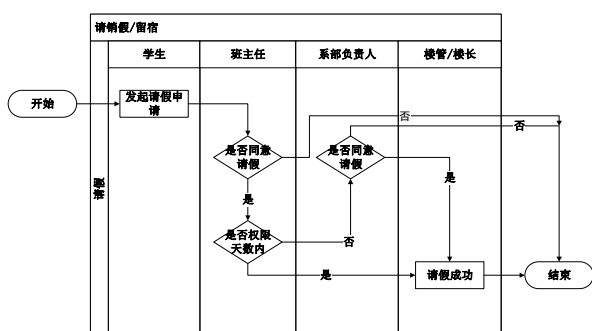 请销假/留宿
学生
班主任
系部负责人
楼管/楼长
开始
发起请假申
请
否
否
是否同意
请假
是否同意
请假
请假
是
是
是否权限
天数内
否
是
请假成功
结束